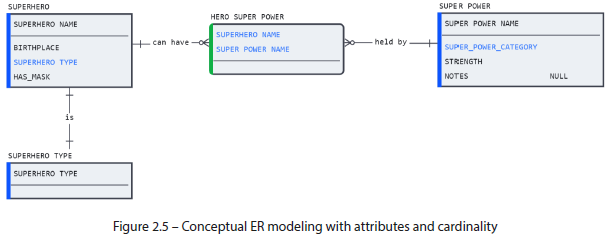 SUPERHERO
SUPERHERO NAME
BIRTHPLACE
SUPERHERO TYPE
HAS_MASK
can have
HERO SUPER POWER
SUPERHERO NAME
SUPER POWER NAME
held by
SUPER POWER
SUPER POWER NAME
SUPER_POWER_CATEGORY
STRENGTH
NOTES NULL
is
SUPERHERO TYPE
SUPERHERO TYPE
Figure 2.5 – Conceptual ER modeling with attributes and cardinality